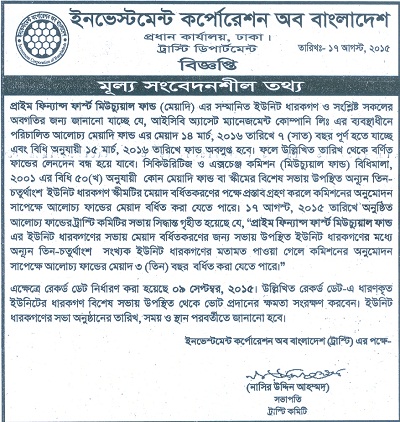 ইনভেস্টমেন্ট কর্পোরেশন অব বাংলাদেশ
প্রধান কার্যালয়, ঢাকা।
ট্রাস্টি ডিপার্টমেন্ট
তারিখঃ- ১৭ আগস্ট, ২০১৫
বিজ্ঞপ্তি
মূল্য সংবেদনশীল তথ্য
প্রাইম ফিন্যান্স ফার্স্ট মিউচ্যুয়াল ফান্ড (মেয়াদি) এর সম্মানিত ইউনিট ধারকগণ ও সংশ্লিষ্ট সকলের
অবগতির জন্য জানানো যাচ্ছে যে, আইসিবি অ্যাসেট ম্যানেজমেন্ট কোম্পানি লিঃ এর ব্যবস্থাধীনে
পরিচালিত আলোচ্য মেয়াদি ফান্ড এর মেয়াদ ১৪ মার্চ, ২০১৬ তারিখে ৭ (সাত) বছর পূর্ণ হতে যাচ্ছে
এবং বিধি অনুযায়ী ১৫ মার্চ, ২০১৬ তারিখে ফান্ড অবলুপ্ত হবে। ফলে উল্লিখিত তারিখ থেকে বর্ণিত
ফান্ডের লেনদেন বন্ধ হয়ে যাবে। সিকিউরিটিজ ও এক্সচেঞ্জ কমিশন (মিউচ্যুয়াল ফান্ড) বিধিমালা,
২০০১ এর বিধি ৫০(খ) অনুযায়ী কোন মেয়াদি ফান্ড বা স্কীমের বিশেষ সভায় উপস্থিত অন্যূন তিন-
চতুর্থাংশ ইউনিট ধারকগণ স্কীমটির মেয়াদ বর্ধিতকরণের পক্ষে প্রস্তাব গ্রহণ করলে কমিশনের অনুমোদন
সাপেক্ষে আলোচ্য ফান্ডের মেয়াদ বর্ধিত করা যেতে পারে। ১৭ আগস্ট, ২০১৫ তারিখে অনুষ্ঠিত
আলোচ্য ফান্ডের ট্রাস্টি কমিটির সভায় সিদ্ধান্ত গৃহীত হয়েছে যে, “প্রাইম ফিন্যান্স ফার্স্ট মিউচ্যুয়াল ফান্ড
এর ইউনিট ধারকগণের সভায় মেয়াদ বর্ধিতকরণের জন্য সভায় উপস্থিত ইউনিট ধারকগণের মধ্যে
অন্যূন তিন-চতুর্থাংশ সংখ্যক ইউনিট ধারকগণের মতামত পাওয়া গেলে কমিশনের অনুমোদন
সাপেক্ষে আলোচ্য ফান্ডের মেয়াদ ৩ (তিন) বছর বর্ধিত করা যেতে পারে।”
এক্ষেত্রে রেকর্ড ডেট নির্ধারণ করা হয়েছে ০৯ সেপ্টেম্বর, ২০১৫। উল্লিখিত রেকর্ড ডেট-এ ধারণকৃত
ইউনিটের ধারকগণ বিশেষ সভায় উপস্থিত থেকে ভোট প্রদানের ক্ষমতা সংরক্ষণ করবেন। ইউনিট
ধারকগণের সভা অনুষ্ঠানের তারিখ, সময় ও স্থান পরবর্তীতে জানানো হবে।
ইনভেস্টমেন্ট কর্পোরেশন অব বাংলাদেশ (ট্রাস্টি) এর পক্ষে-
(নাসির উদ্দিন আহমদ)
সভাপতি
ট্রাস্টি কমিটি